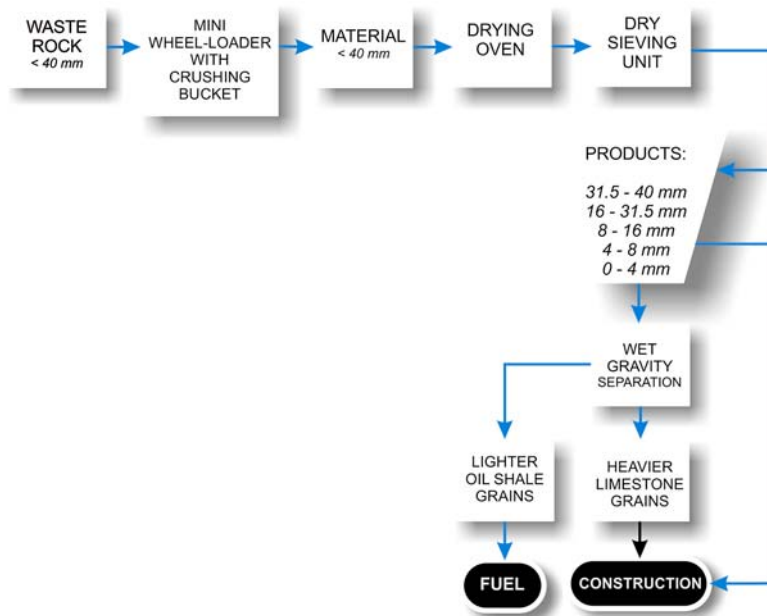 WASTE
ROCK
< 40 mm
MINI
WHEEL-LOADER
WITH
CRUSHING
BUCKET
MATERIAL
< 40 mm
DRYING
OVEN
DRY
SIEVING
UNIT
PRODUCTS:
31.5 - 40 mm
16 - 31.5 mm
8 - 16 mm
4 - 8 mm
0 - 4 mm
WET
GRAVITY
SEPARATION
LIGHTER
OIL SHALE
GRAINS
HEAVIER
LIMESTONE
GRAINS
FUEL
CONSTRUCTION